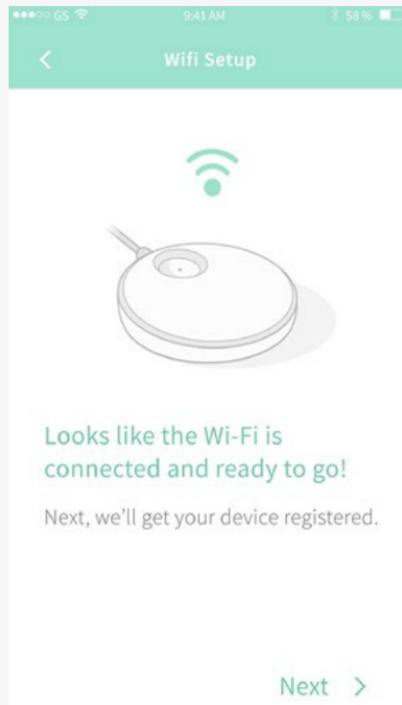 GS 9:41 AM 58%
Wifi Setup
Looks like the Wi-Fi is
connected and ready to go!
Next, we'll get your device registered.
Next